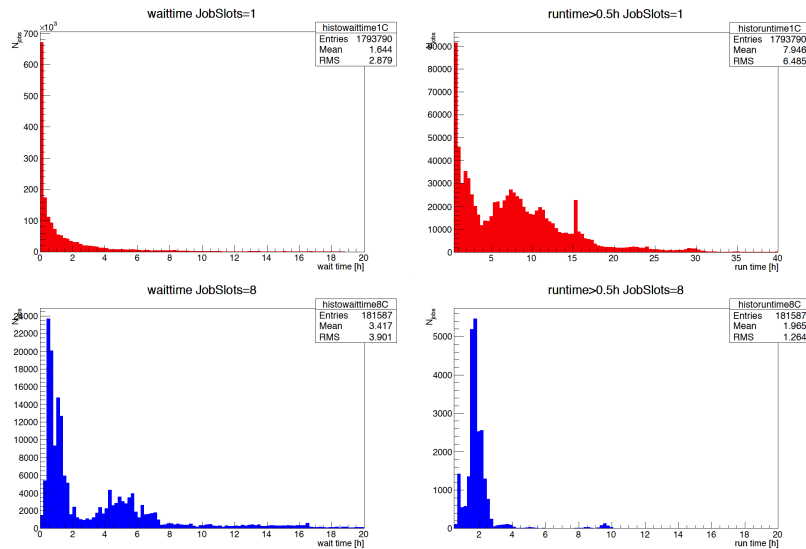 waittime JobSlots=1
histowaittime1C
Entries 1793790
Mean 1.644
RMS 2.879
×10³
N jobs
700
600
500
400
300
200
100
0
0 2 4 6 8 10 12 14 16 18 20
wait time [h]
runtime>0.5h JobSlots=1
historuntime1C
Entries 1793790
Mean 7.946
RMS 6.485
N jobs
90000
80000
70000
60000
50000
40000
30000
20000
10000
0
5 10 15 20 25 30 35 40
run time [h]
waittime JobSlots=8
histowaittime8C
Entries 181587
Mean 3.417
RMS 3.901
N jobs
24000
22000
20000
18000
16000
14000
12000
10000
8000
6000
4000
2000
0
0 2 4 6 8 10 12 14 16 18 20
wait time [h]
runtime>0.5h JobSlots=8
historuntime8C
Entries 181587
Mean 1.965
RMS 1.264
N jobs
5000
4000
3000
2000
1000
0
2 4 6 8 10 12 14 16 18 20
run time [h]